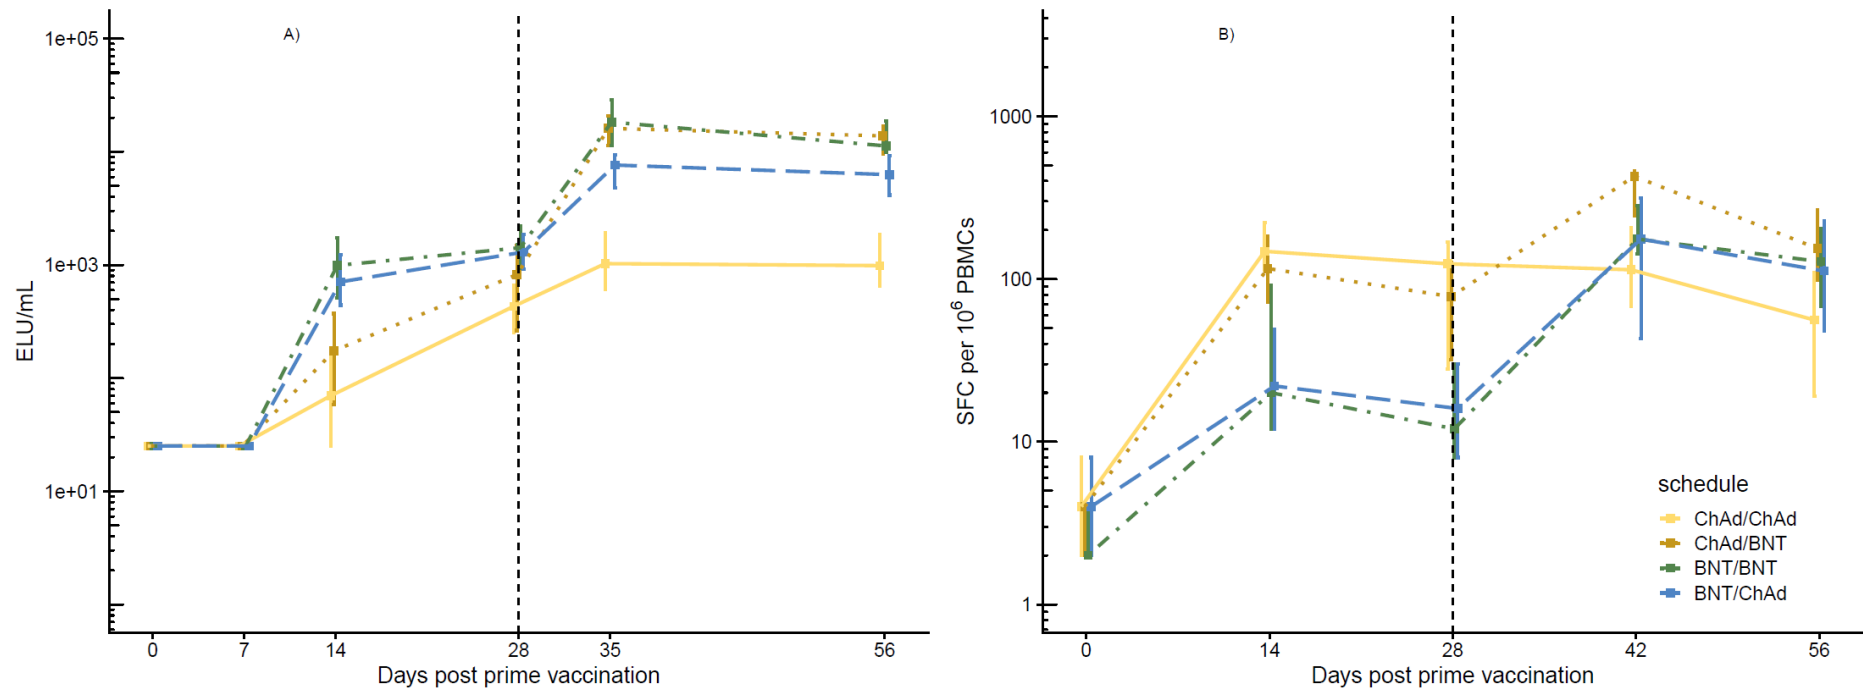 A)
ELU/mL
1e+05
1e+03
1e+01
0 7 14 28 35 56
Days post prime vaccination
B)
SFC per 10⁶ PBMCs
1000
100
10
1
0 14 28 42 56
Days post prime vaccination
schedule
ChAd/ChAd
ChAd/BNT
BNT/BNT
BNT/ChAd